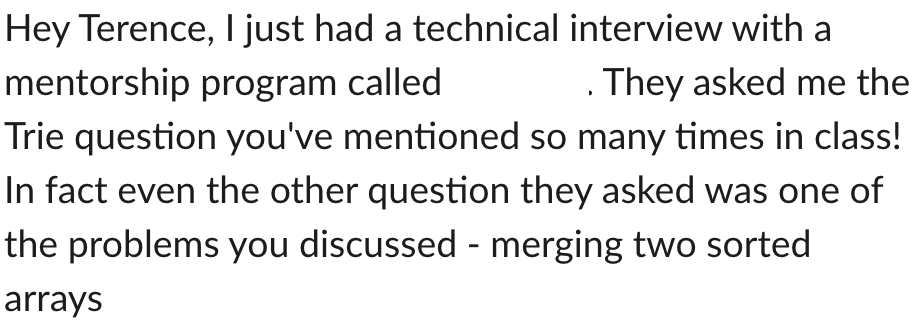 Hey Terence, I just had a technical interview with a
mentorship program called . They asked me the
Trie question you've mentioned so many times in class!
In fact even the other question they asked was one of
the problems you discussed - merging two sorted
arrays